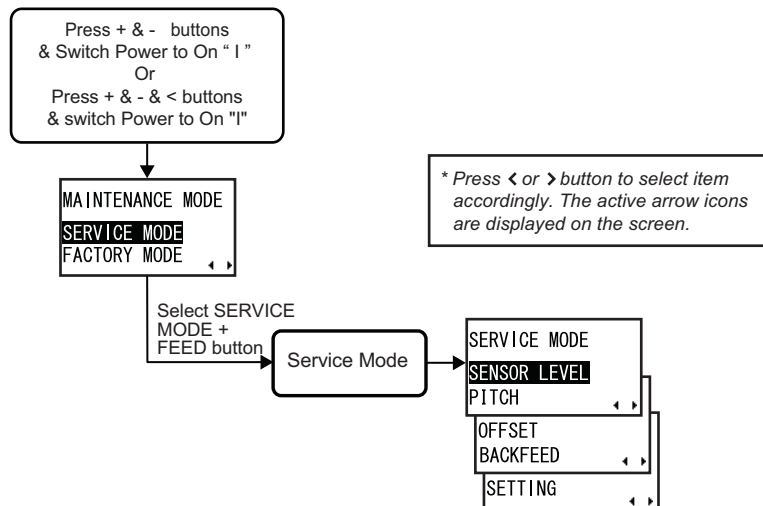 Press + & - buttons
& Switch Power to On “ I ”
Or
Press + & - & < buttons
& switch Power to On "I"
MAINTENANCE MODE
SERVICE MODE
FACTORY MODE
* Press < or > button to select item
accordingly. The active arrow icons
are displayed on the screen.
Select SERVICE
MODE +
FEED button
Service Mode
SERVICE MODE
SENSOR LEVEL
PITCH
OFFSET
BACKFEED
SETTING